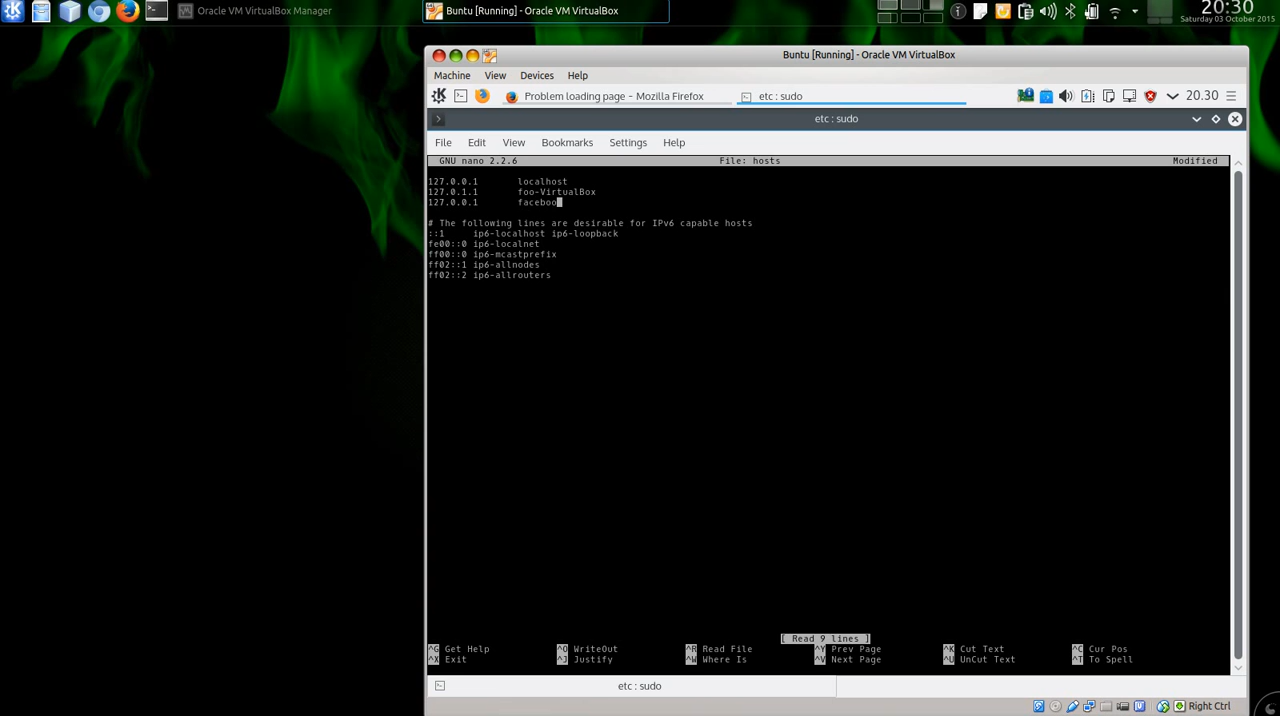 Oracle VM VirtualBox Manager
Buntu [Running] - Oracle VM VirtualBox
20:30
Saturday 03 October 2015
Buntu [Running] - Oracle VM VirtualBox
Machine View Devices Help
Problem loading page - Mozilla Firefox
etc : sudo
20.30
etc : sudo
File Edit View Bookmarks Settings Help
GNU nano 2.2.6 File: hosts Modified
127.0.0.1 localhost
127.0.1.1 foo-VirtualBox
127.0.0.1 faceboo
# The following lines are desirable for IPv6 capable hosts
::1 ip6-localhost ip6-loopback
fe00::0 ip6-localnet
ff00::0 ip6-mcastprefix
ff02::1 ip6-allnodes
ff02::2 ip6-allrouters
[ Read 9 lines ]
^G Get Help ^O WriteOut ^R Read File ^Y Prev Page ^K Cut Text ^C Cur Pos
^X Exit ^J Justify ^W Where Is ^V Next Page ^U UnCut Text ^T To Spell
etc : sudo
Right Ctrl